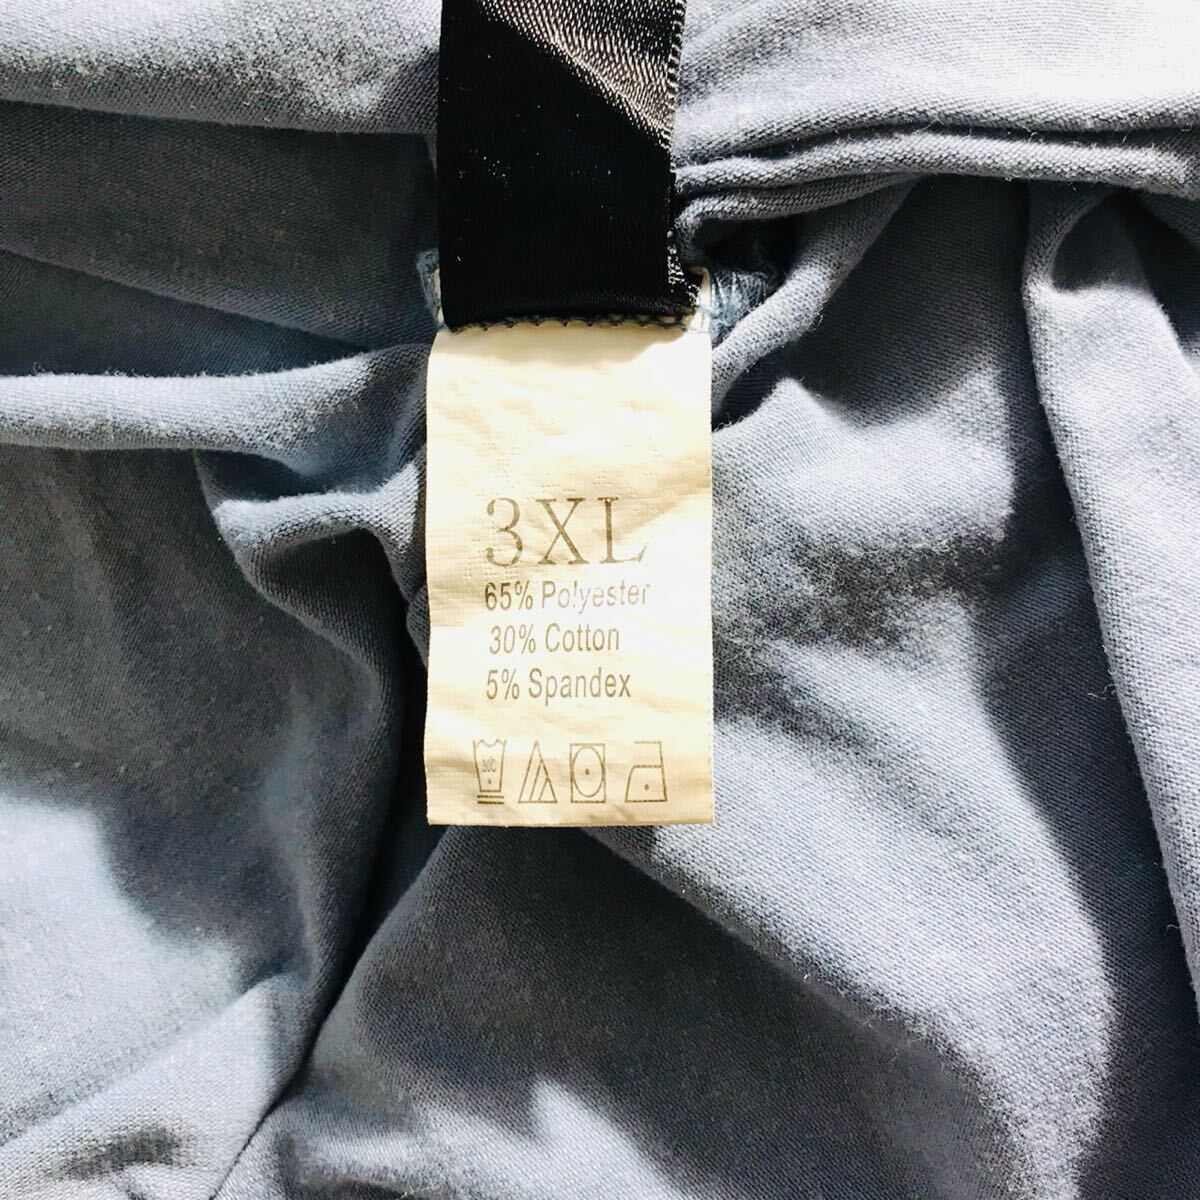 3XL
65% Polyester
30% Cotton
5% Spandex